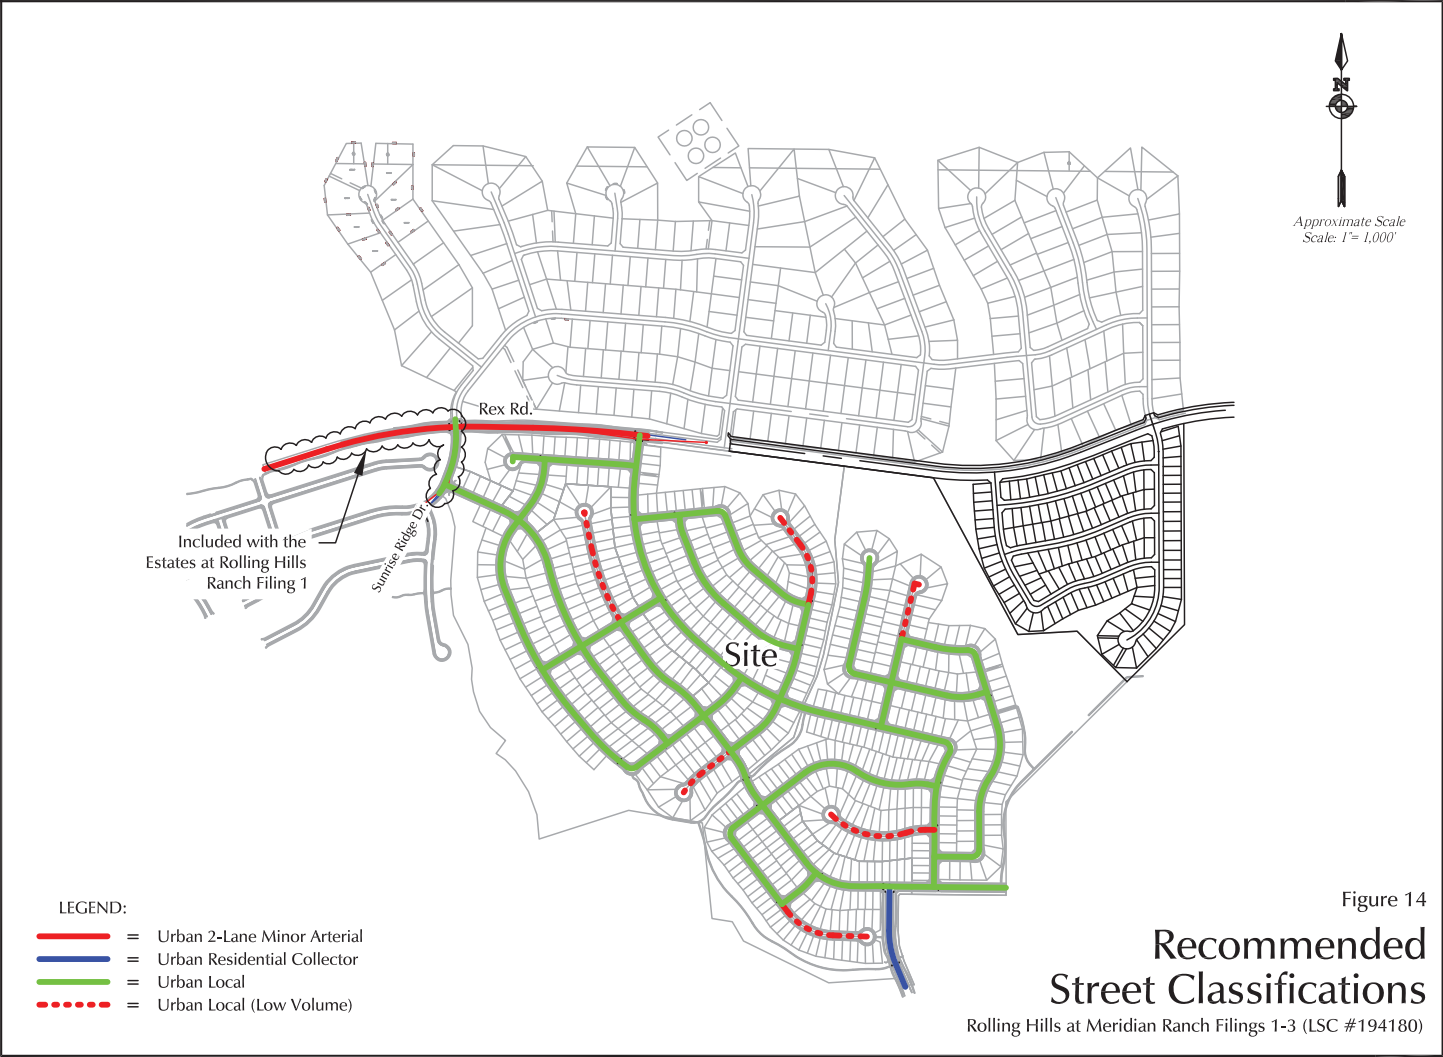 N
Approximate Scale
Scale: 1"= 1,000'
Rex Rd.
Sunrise Ridge Dr.
Included with the
Estates at Rolling Hills
Ranch Filing 1
Site
LEGEND:
= Urban 2-Lane Minor Arterial
= Urban Residential Collector
= Urban Local
= Urban Local (Low Volume)
Figure 14
Recommended
Street Classifications
Rolling Hills at Meridian Ranch Filings 1-3 (LSC #194180)